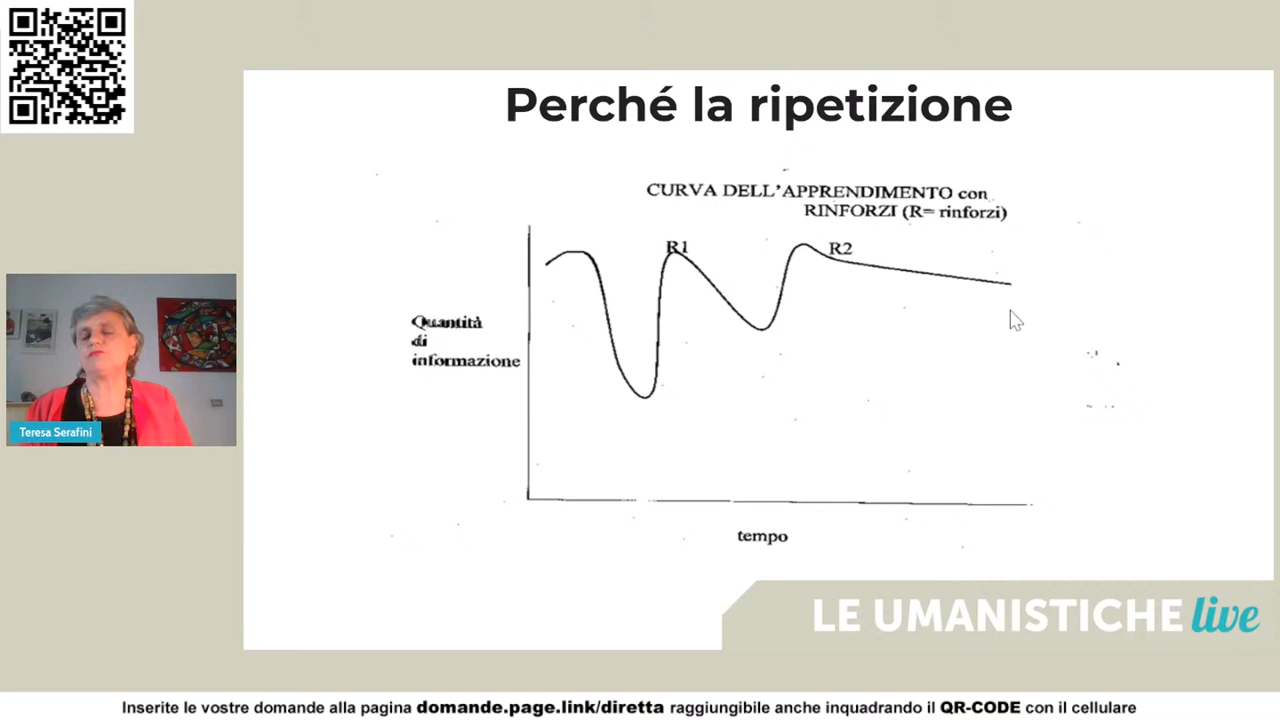 Perché la ripetizione
CURVA DELL'APPRENDIMENTO con
RINFORZI (R= rinforzi)
R1
R2
Quantità
di
informazione
tempo
Teresa Serafini
LE UMANISTICHE live
Inserite le vostre domande alla pagina domande.page.link/diretta raggiungibile anche inquadrando il QR-CODE con il cellulare